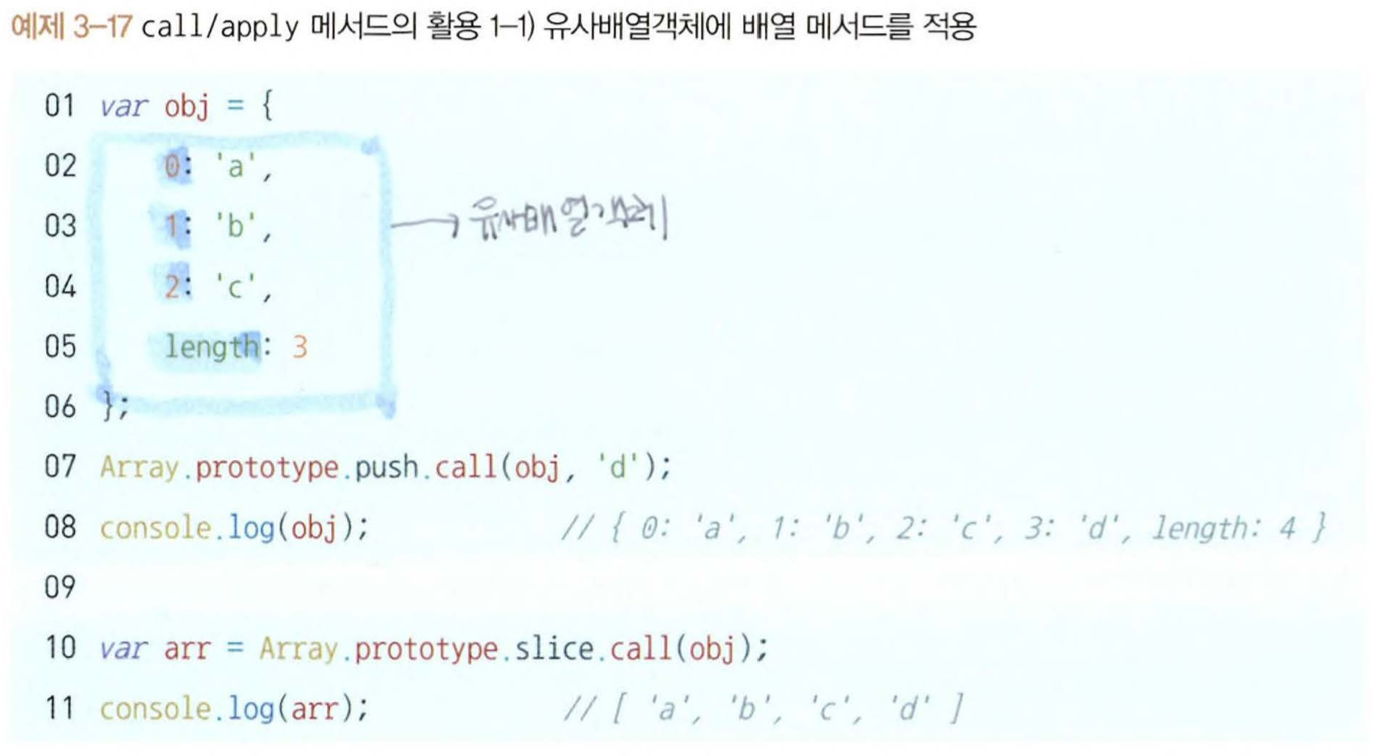 예제 3-17 call/apply 메서드의 활용 1-1) 유사배열객체에 배열 메서드를 적용
01 var obj = {
02 0: 'a',
03 1: 'b', → 유사배열객체
04 2: 'c',
05 length: 3
06 };
07 Array.prototype.push.call(obj, 'd');
08 console.log(obj); // { 0: 'a', 1: 'b', 2: 'c', 3: 'd', length: 4 }
09
10 var arr = Array.prototype.slice.call(obj);
11 console.log(arr); // [ 'a', 'b', 'c', 'd' ]